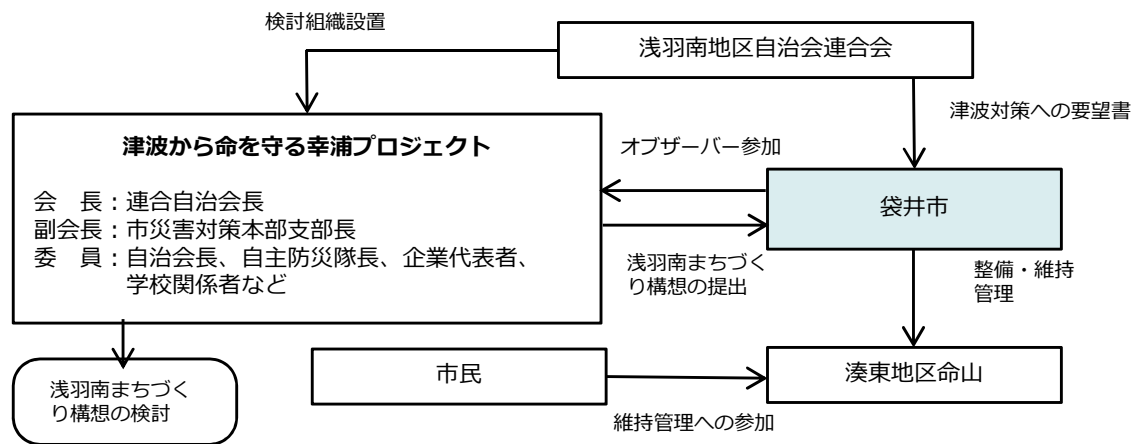 検討組織設置
浅羽南地区自治会連合会
津波対策への要望書
津波から命を守る幸浦プロジェクト
会　長：連合自治会長
副会長：市災害対策本部支部長
委　員：自治会長、自主防災隊長、企業代表者、
学校関係者など
オブザーバー参加
袋井市
浅羽南まちづく
り構想の提出
整備・維持
管理
浅羽南まちづく
り構想の検討
市民
維持管理への参加
湊東地区命山